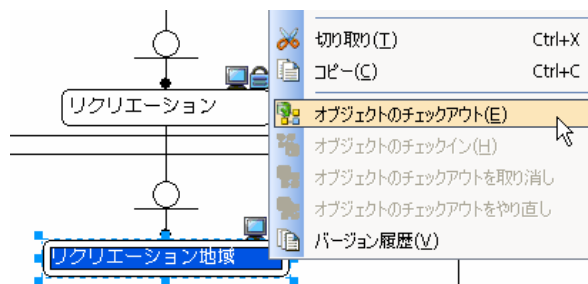 切り取り(T) Ctrl+X
コピー(C) Ctrl+C
リクリエーション
オブジェクトのチェックアウト(E)
オブジェクトのチェックイン(H)
オブジェクトのチェックアウトを取り消し
オブジェクトのチェックアウトをやり直し
リクリエーション地域
バージョン履歴(V)